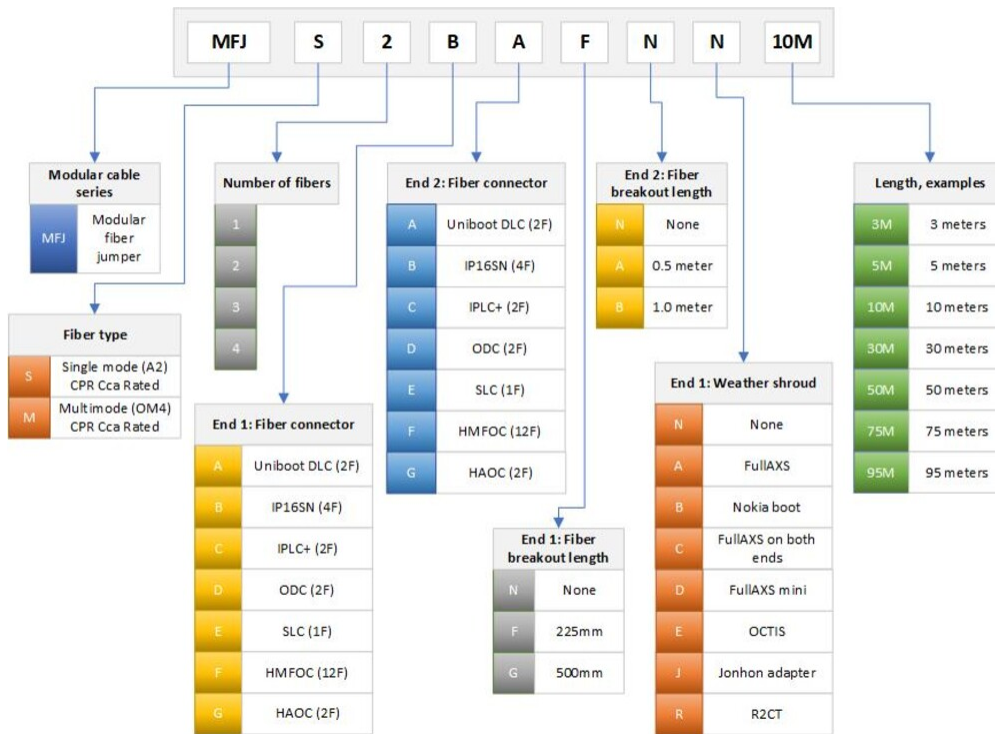 MFJ S 2 B A F N N 10M
Modular cable
series
MFJ
Modular
fiber
jumper
Fiber type
S
Single mode (A2)
CPR Cca Rated
M
Multimode (OM4)
CPR Cca Rated
Number of fibers
1
2
3
4
End 1: Fiber connector
A Uniboot DLC (2F)
B IP16SN (4F)
C IPLC+ (2F)
D ODC (2F)
E SLC (1F)
F HMFOC (12F)
G HAOC (2F)
End 2: Fiber connector
A Uniboot DLC (2F)
B IP16SN (4F)
C IPLC+ (2F)
D ODC (2F)
E SLC (1F)
F HMFOC (12F)
G HAOC (2F)
End 1: Fiber
breakout length
N None
F 225mm
G 500mm
End 2: Fiber
breakout length
N None
A 0.5 meter
B 1.0 meter
End 1: Weather shroud
N None
A FullAXS
B Nokia boot
C FullAXS on both
ends
D FullAXS mini
E OCTIS
J Jonhon adapter
R R2CT
Length, examples
3M 3 meters
5M 5 meters
10M 10 meters
30M 30 meters
50M 50 meters
75M 75 meters
95M 95 meters